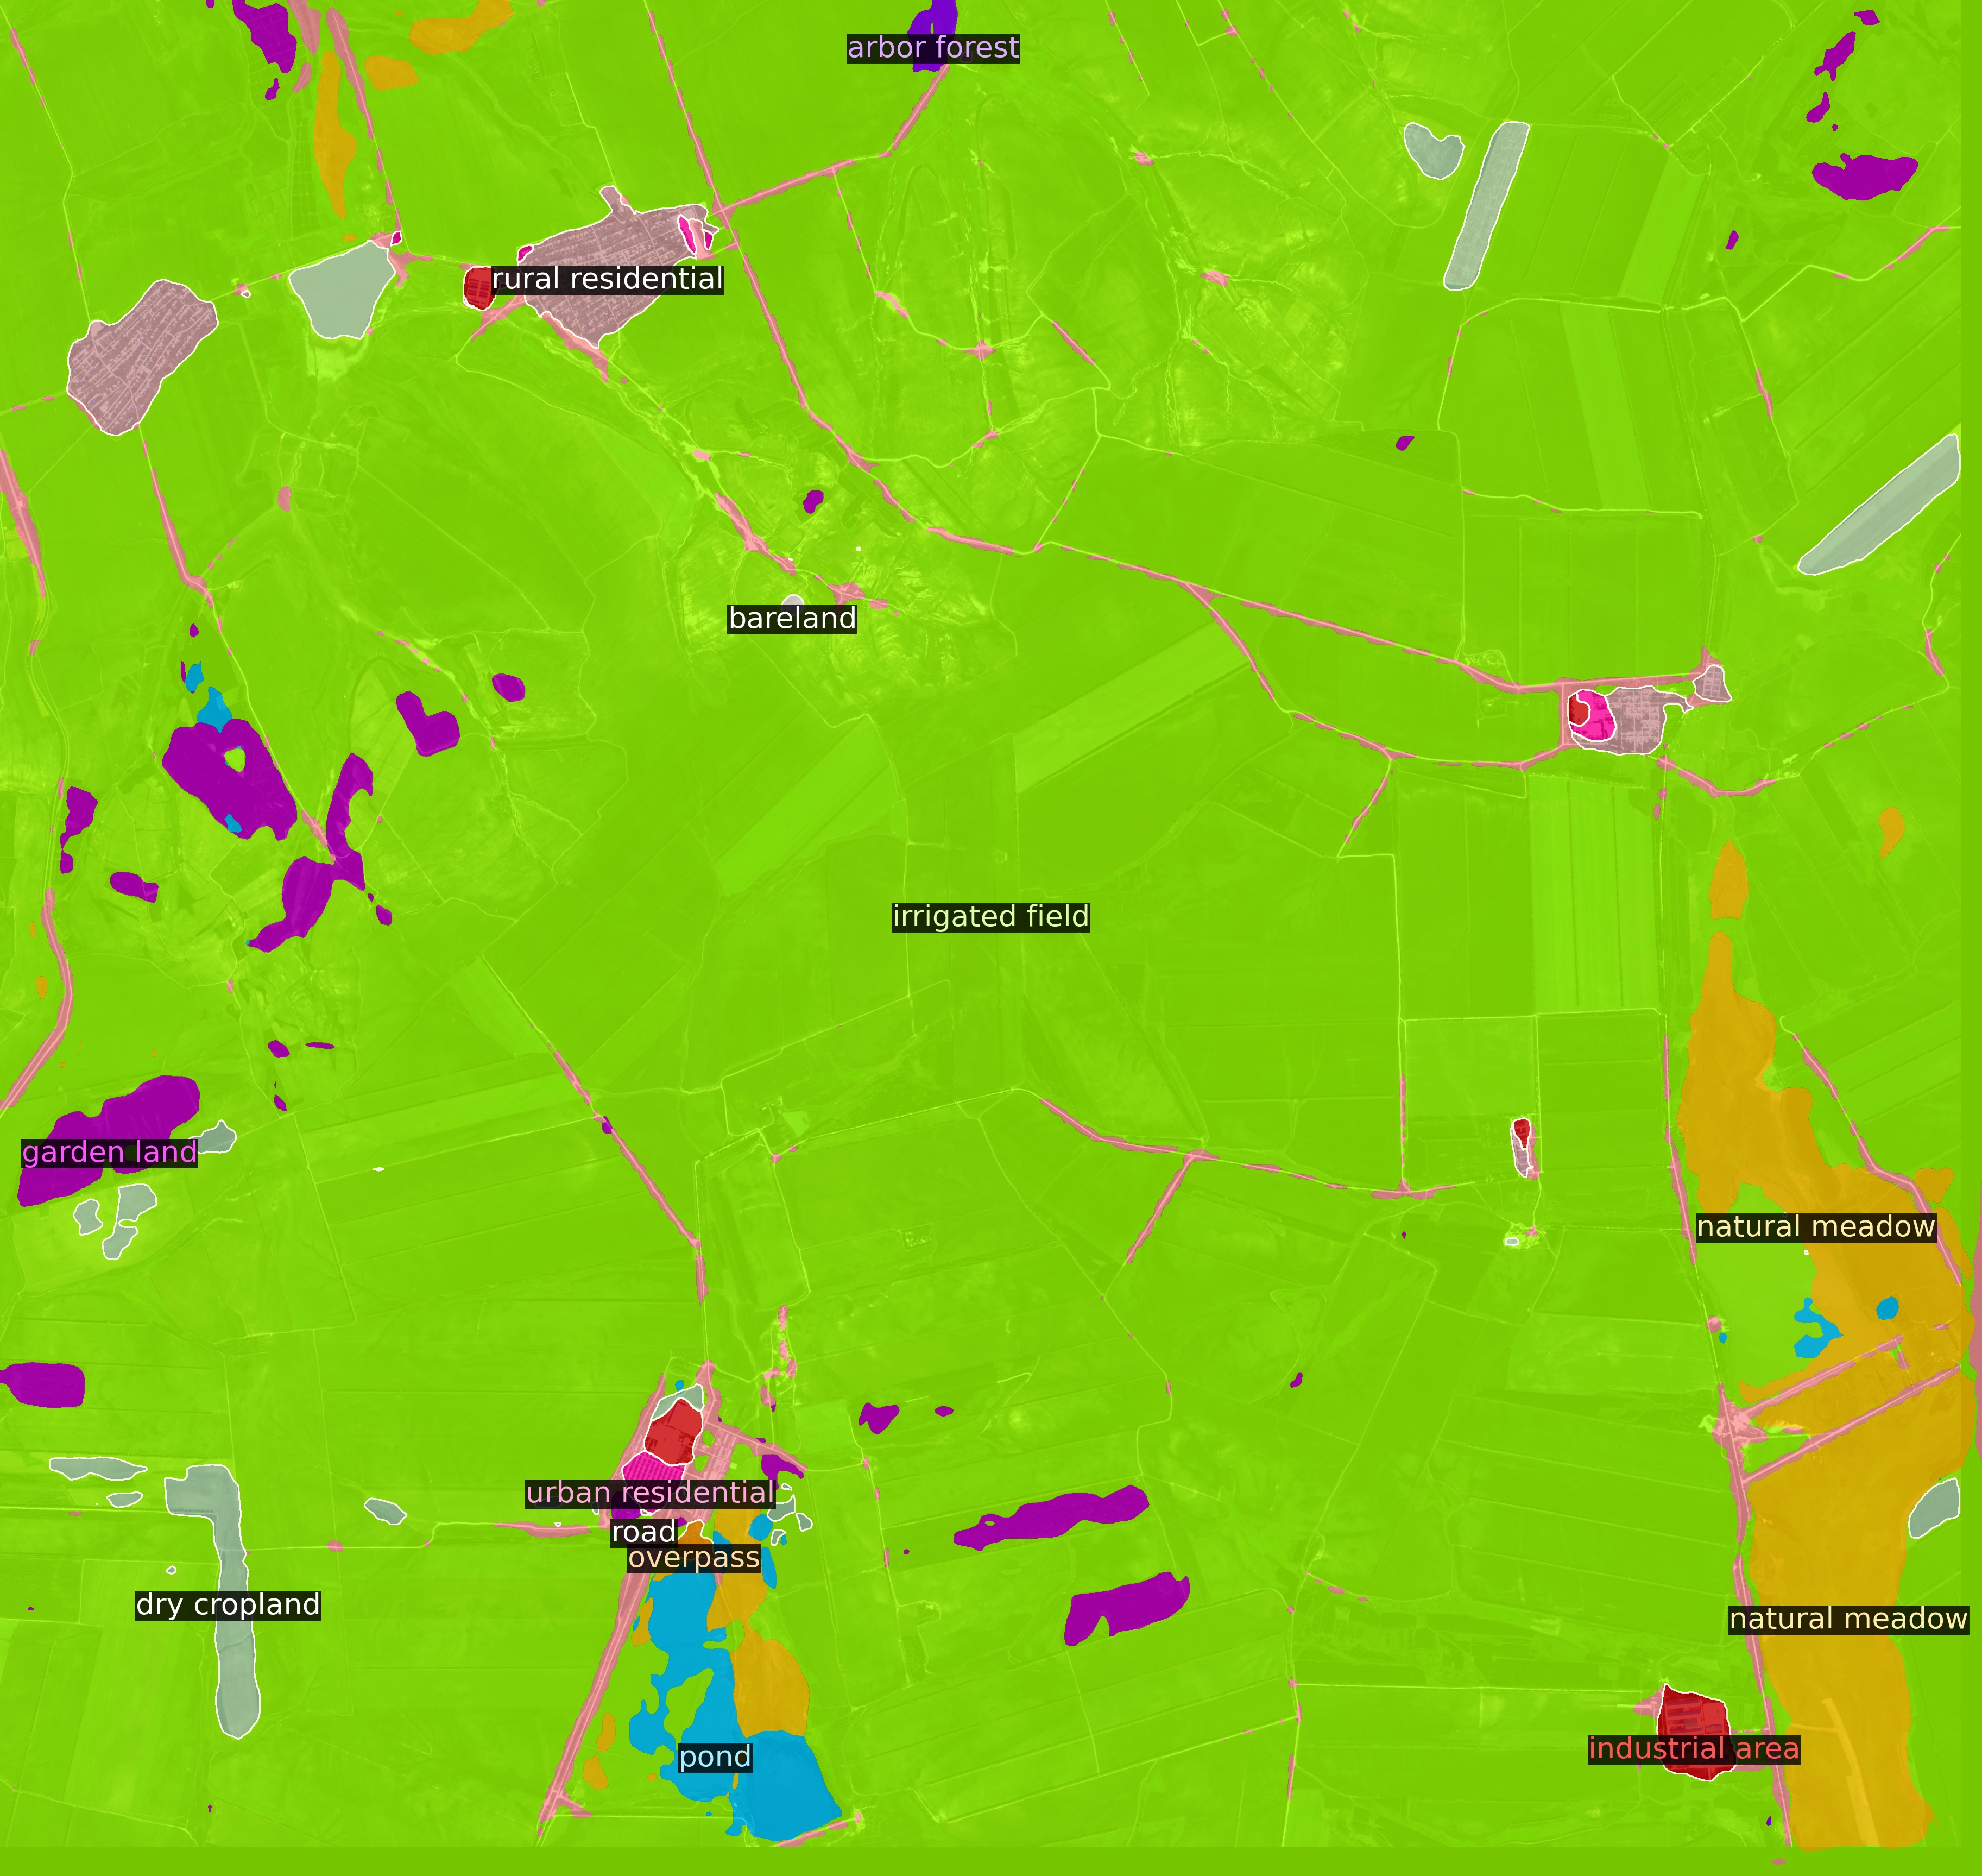 arbor forest
rural residential
bareland
irrigated field
garden land
natural meadow
urban residential
road
overpass
dry cropland
natural meadow
industrial area
pond